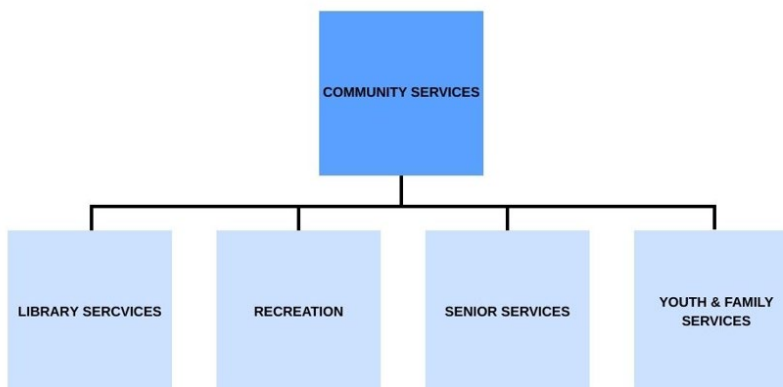 COMMUNITY SERVICES
LIBRARY SERCVICES
RECREATION
SENIOR SERVICES
YOUTH & FAMILY
SERVICES